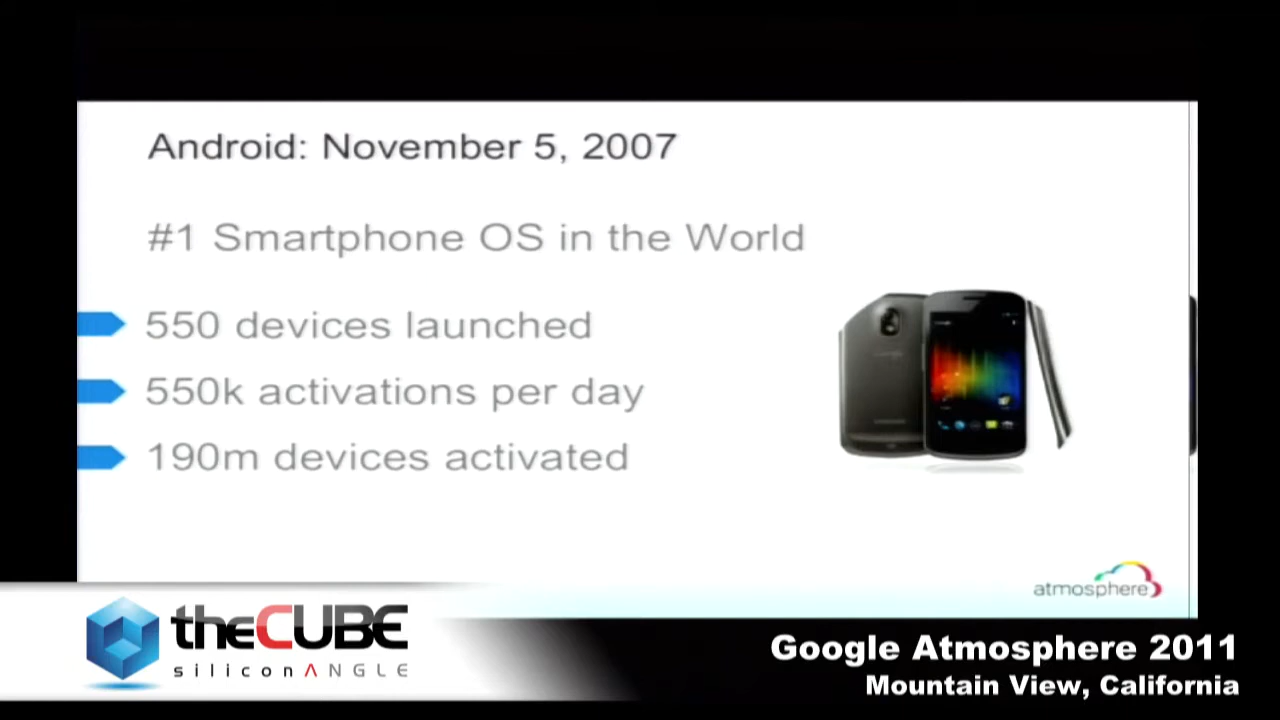 Android: November 5, 2007
#1 Smartphone OS in the World
550 devices launched
550k activations per day
190m devices activated
atmosphere
theCUBE
siliconANGLE
Google Atmosphere 2011
Mountain View, California